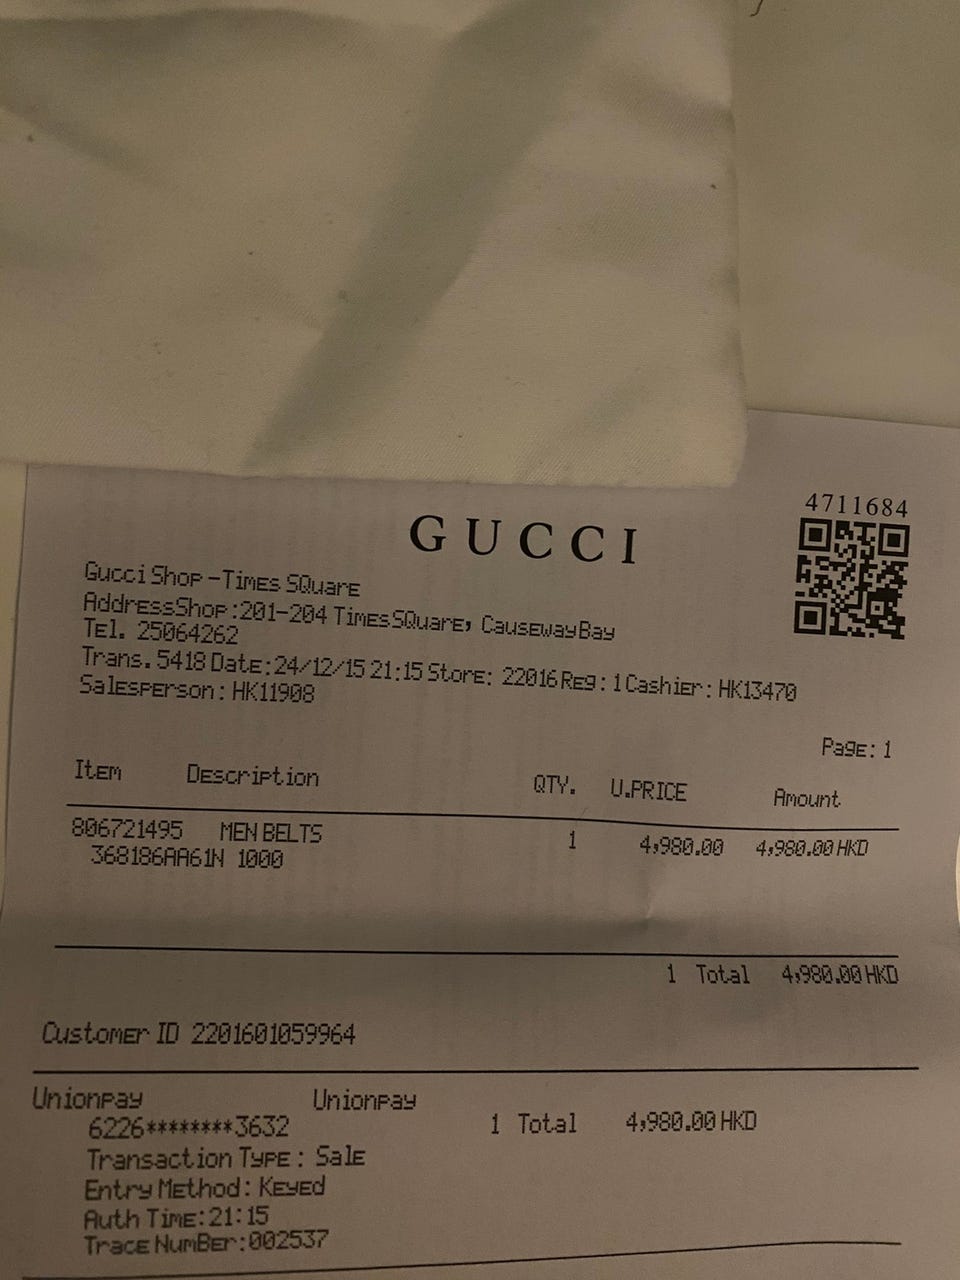 4711684
GUCCI
Gucci Shop -Times SQuare
AddressShop:201-204 TimesSQuare, CausewayBay
Tel. 25064262
Trans. 5418 Date:24/12/15 21:15 Store: 22016 Reg: 1 Cashier: HK13470
Salesperson: HK11908
Page: 1
Item Description QTY. U.PRICE Amount
806721495 MEN BELTS 1 4,980.00 4,980.00 HKD
368186AA61N 1000
1 Total 4,980.00 HKD
Customer ID 2201601059964
Unionpay Unionpay
6226********3632 1 Total 4,980.00 HKD
Transaction Type: Sale
Entry Method: Keyed
Auth Time:21:15
Trace NumBer:002537